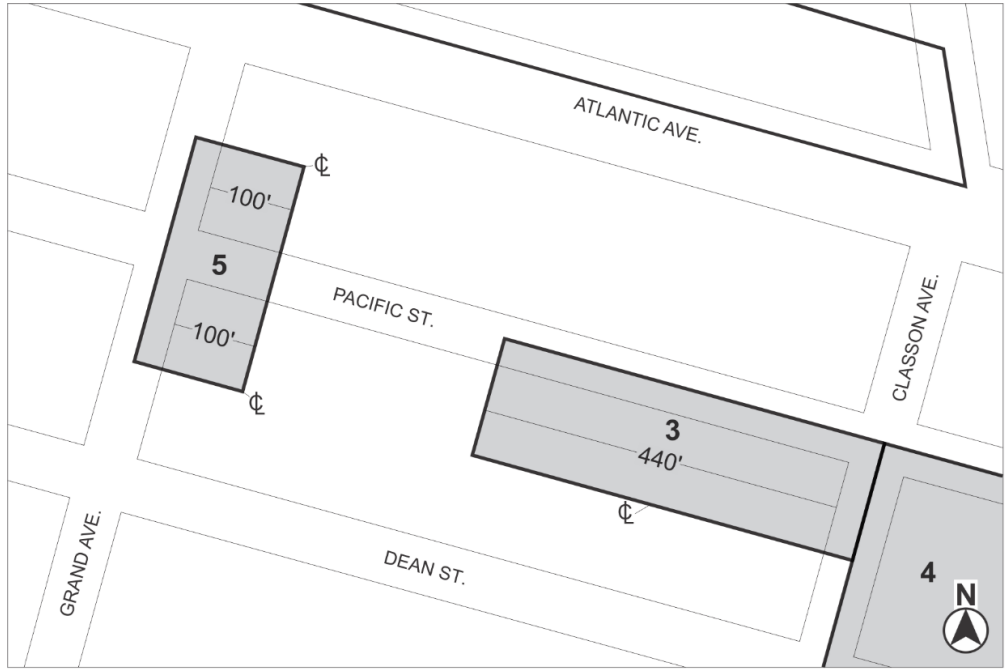 ATLANTIC AVE.
℄
100'
5
PACIFIC ST.
CLASSON AVE.
100'
℄
3
440'
℄
DEAN ST.
GRAND AVE.
4
N